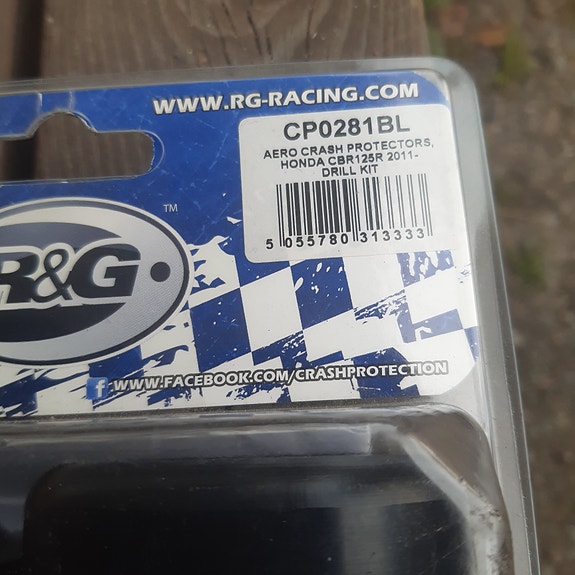 WWW.RG-RACING.COM
CP0281BL
AERO CRASH PROTECTORS,
HONDA CBR125R 2011-
DRILL KIT
5 055780 313333
TM
R&G
f WWW.FACEBOOK.COM/CRASHPROTECTION